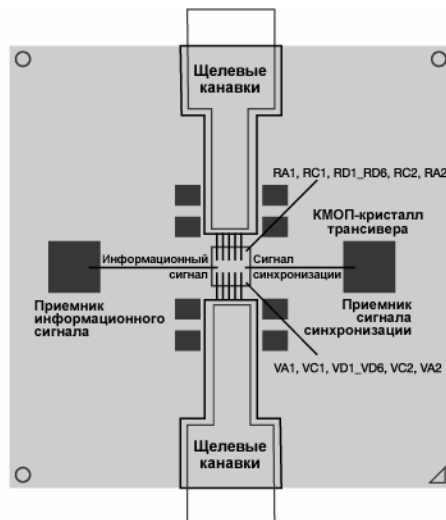 Щелевые
канавки
RA1, RC1, RD1_RD6, RC2, RA2
КМОП-кристалл
трансивера
Информационный
сигнал
Сигнал
синхронизации
Приемник
информационного
сигнала
Приемник
сигнала
синхронизации
VA1, VC1, VD1_VD6, VC2, VA2
Щелевые
канавки